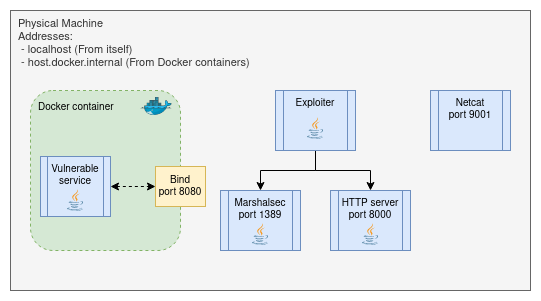 Physical Machine
Addresses:
- localhost (From itself)
- host.docker.internal (From Docker containers)
Docker container
Vulnerable
service
Bind
port 8080
Exploiter
Marshalsec
port 1389
HTTP server
port 8000
Netcat
port 9001